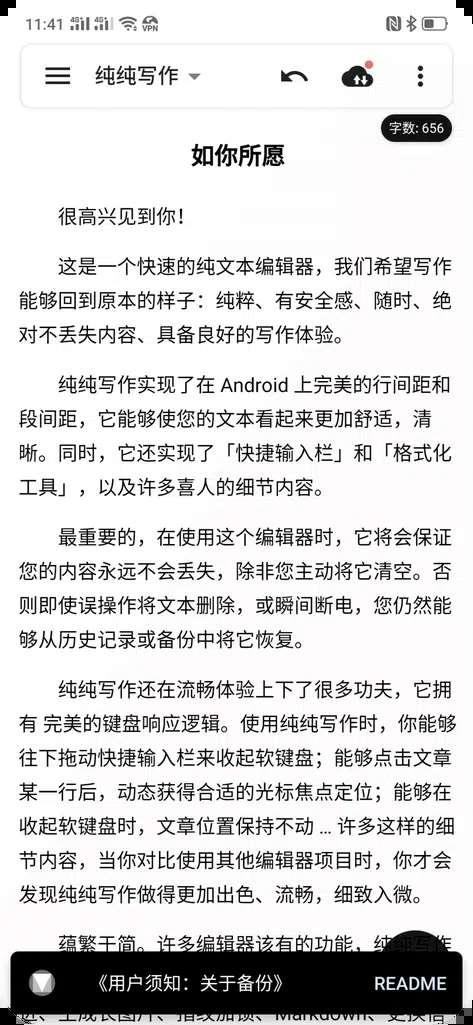 11:41
4G
4G
VPN
纯纯写作
字数: 656
如你所愿
很高兴见到你！
这是一个快速的纯文本编辑器，我们希望写作
能够回到原本的样子：纯粹、有安全感、随时、绝
对不丢失内容、具备良好的写作体验。
纯纯写作实现了在 Android 上完美的行间距和
段间距，它能够使您的文本看起来更加舒适，清
晰。同时，它还实现了「快捷输入栏」和「格式化
工具」，以及许多喜人的细节内容。
最重要的，在使用这个编辑器时，它将会保证
您的内容永远不会丢失，除非您主动将它清空。否
则即使误操作将文本删除，或瞬间断电，您仍然能
够从历史记录或备份中将它恢复。
纯纯写作还在流畅体验上下了很多功夫，它拥
有 完美的键盘响应逻辑。使用纯纯写作时，你能够
往下拖动快捷输入栏来收起软键盘；能够点击文章
某一行后，动态获得合适的光标焦点定位；能够在
收起软键盘时，文章位置保持不动 ... 许多这样的细
节内容，当你对比使用其他编辑器项目时，你才会
发现纯纯写作做得更加出色、流畅，细致入微。
蕴繁于简。许多编辑器该有的功能，纯纯写作
《用户须知：关于备份》
README
生成长图片、指纹加锁、Markdown、更换信